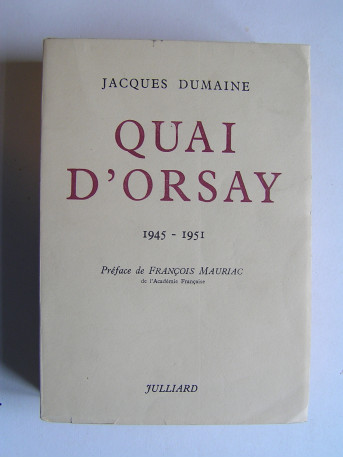 JACQUES DUMAINE
QUAI
D'ORSAY
1945 - 1951
Préface de FRANÇOIS MAURIAC
de l'Académie Française
JULLIARD